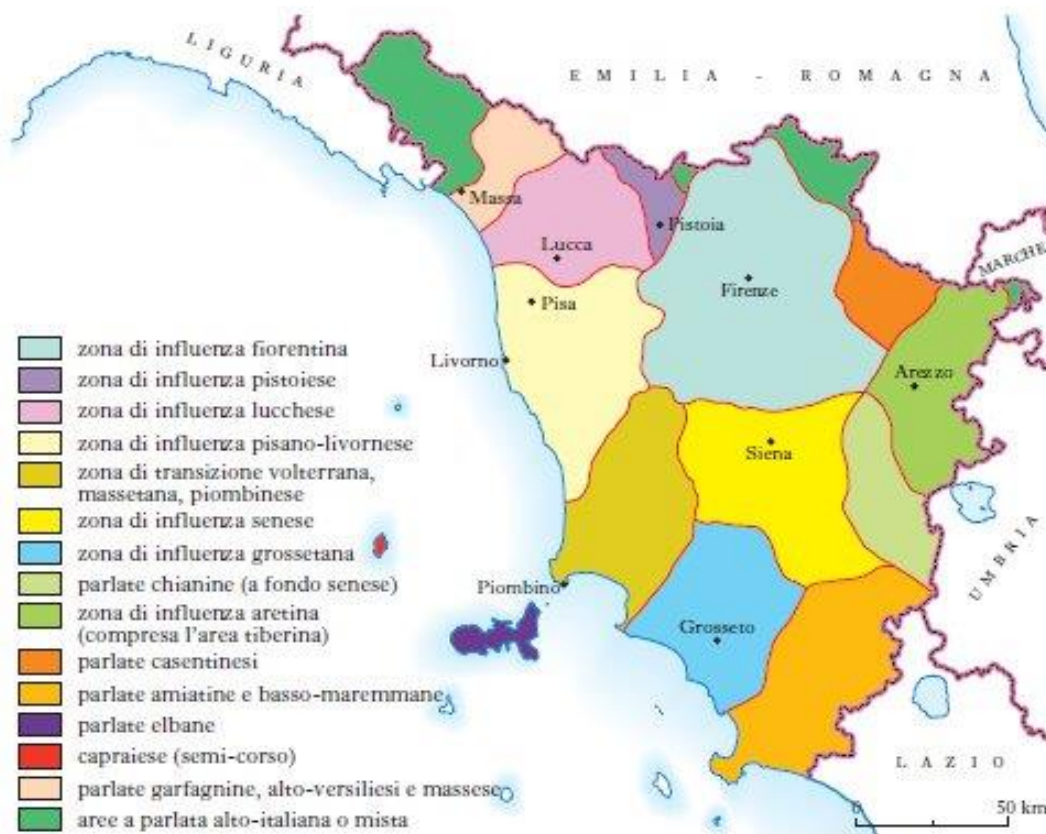 LIGURIA
EMILIA - ROMAGNA
MARCHE
UMBRIA
LAZIO
Massa
Pistoia
Lucca
Firenze
Pisa
Livorno
Arezzo
Siena
Piombino
Grosseto
zona di influenza fiorentina
zona di influenza pistoiese
zona di influenza lucchese
zona di influenza pisano-livornese
zona di transizione volterrana,
massetana, piombinese
zona di influenza senese
zona di influenza grossetana
parlate chianine (a fondo senese)
zona di influenza aretina
(compresa l'area tiberina)
parlate casentinesi
parlate amiatine e basso-maremmane
parlate elbane
capraiese (semi-corso)
parlate garfagnine, alto-versiliesi e massese
aree a parlata alto-italiana o mista
0 50 km